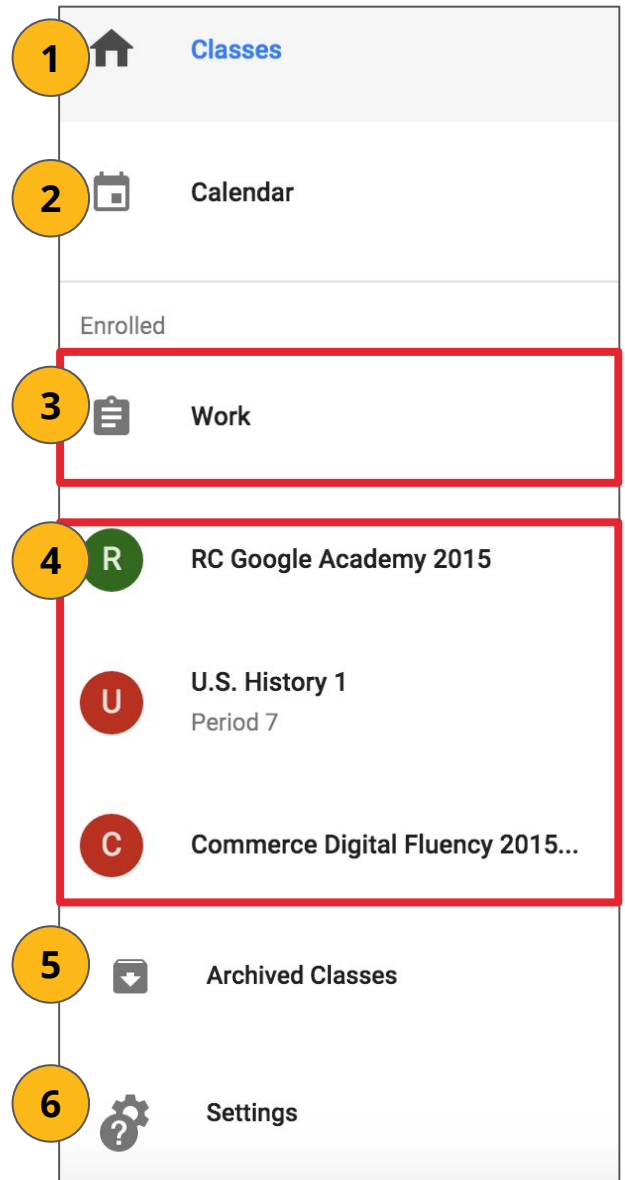 1 Classes
2 Calendar
Enrolled
3 Work
4 R RC Google Academy 2015
U U.S. History 1
Period 7
C Commerce Digital Fluency 2015...
5 Archived Classes
6 ? Settings